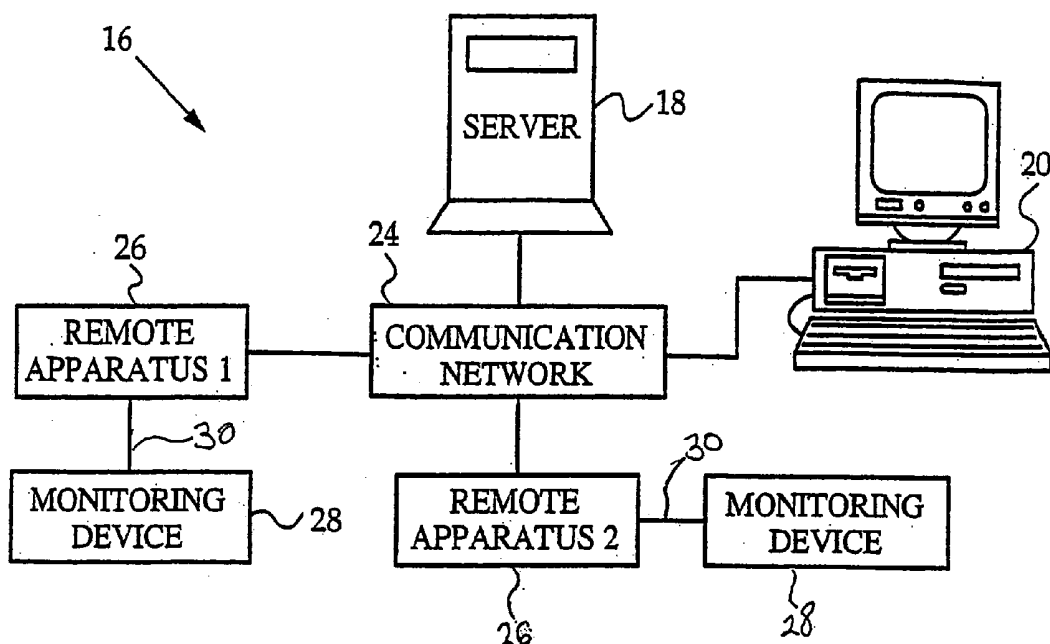 16
SERVER
18
20
26
24
REMOTE
APPARATUS 1
COMMUNICATION
NETWORK
30
MONITORING
DEVICE
28
REMOTE
APPARATUS 2
30
MONITORING
DEVICE
26
28